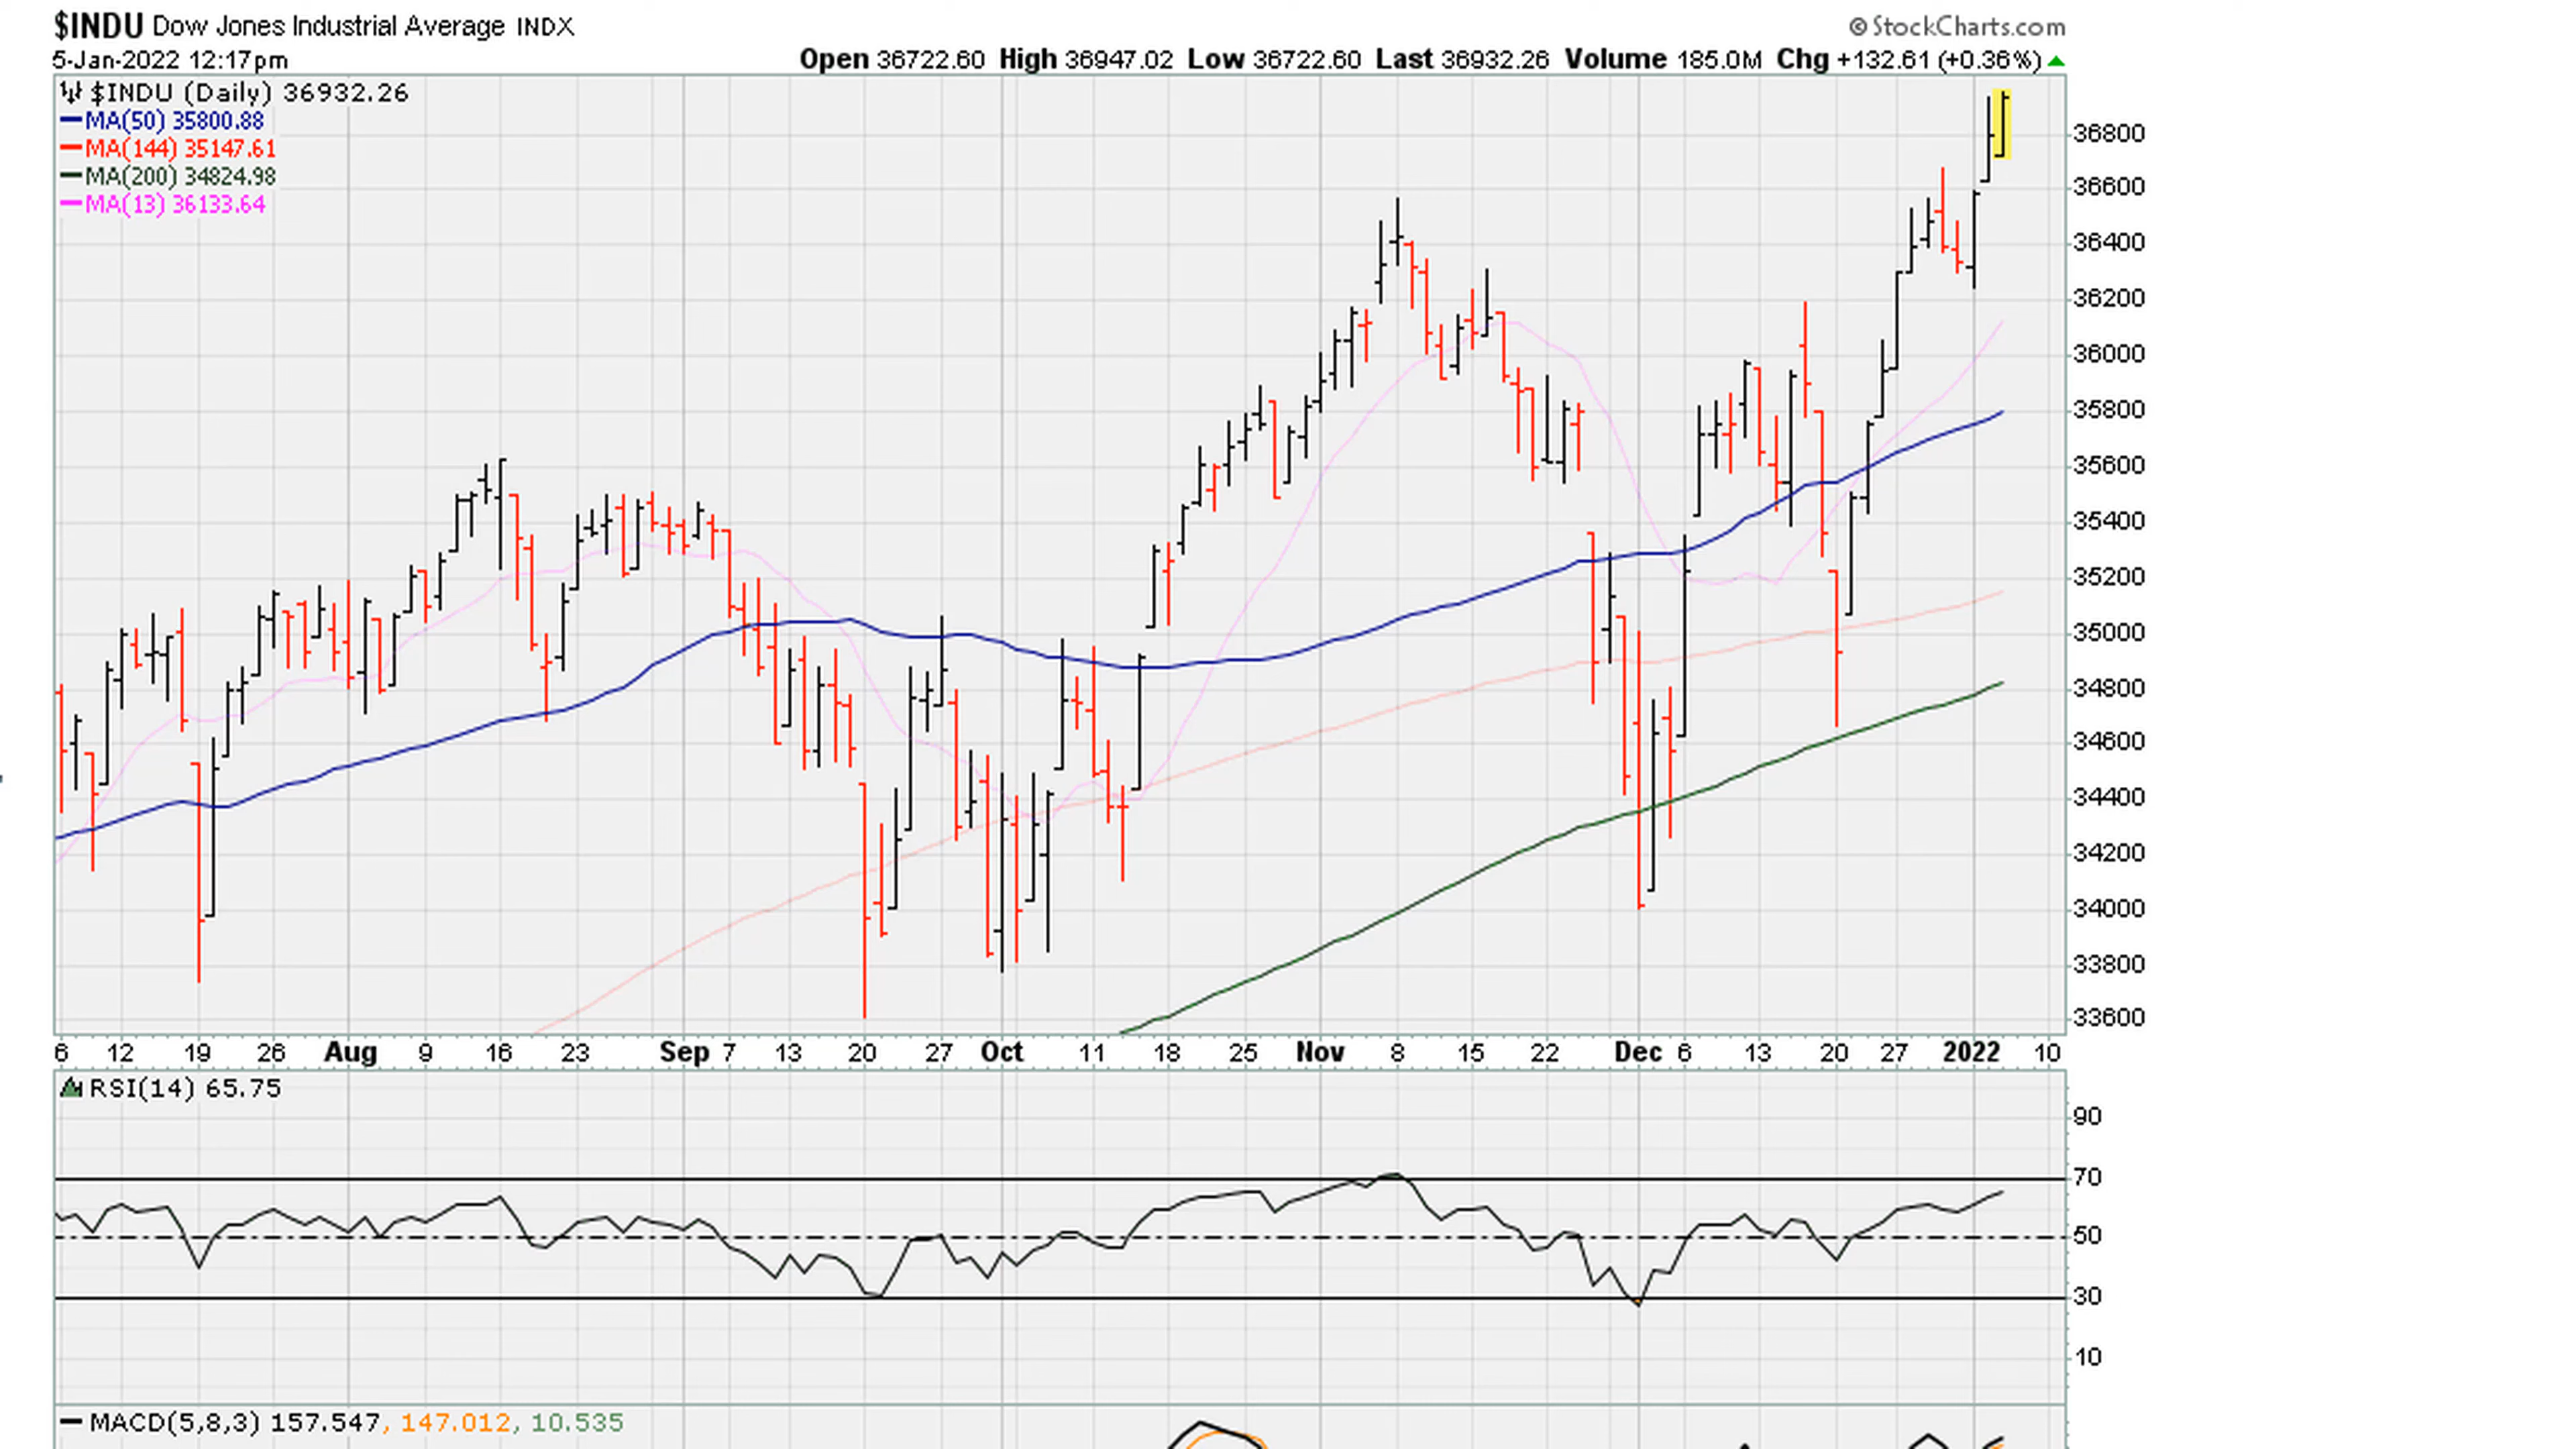 $INDU Dow Jones Industrial Average INDX © StockCharts.com
5-Jan-2022 12:17pm Open 36722.60 High 36947.02 Low 36722.60 Last 36932.26 Volume 185.0M Chg +132.61 (+0.36%)
$INDU (Daily) 36932.26
MA(50) 35800.88
MA(144) 35147.61
MA(200) 34824.98
MA(13) 36133.64
36800
36600
36400
36200
36000
35800
35600
35400
35200
35000
34800
34600
34400
34200
34000
33800
33600
6 12 19 26 Aug 9 16 23 Sep 7 13 20 27 Oct 11 18 25 Nov 8 15 22 Dec 6 13 20 27 2022 10
RSI(14) 65.75
90
70
50
30
10
MACD(5,8,3) 157.547, 147.012, 10.535